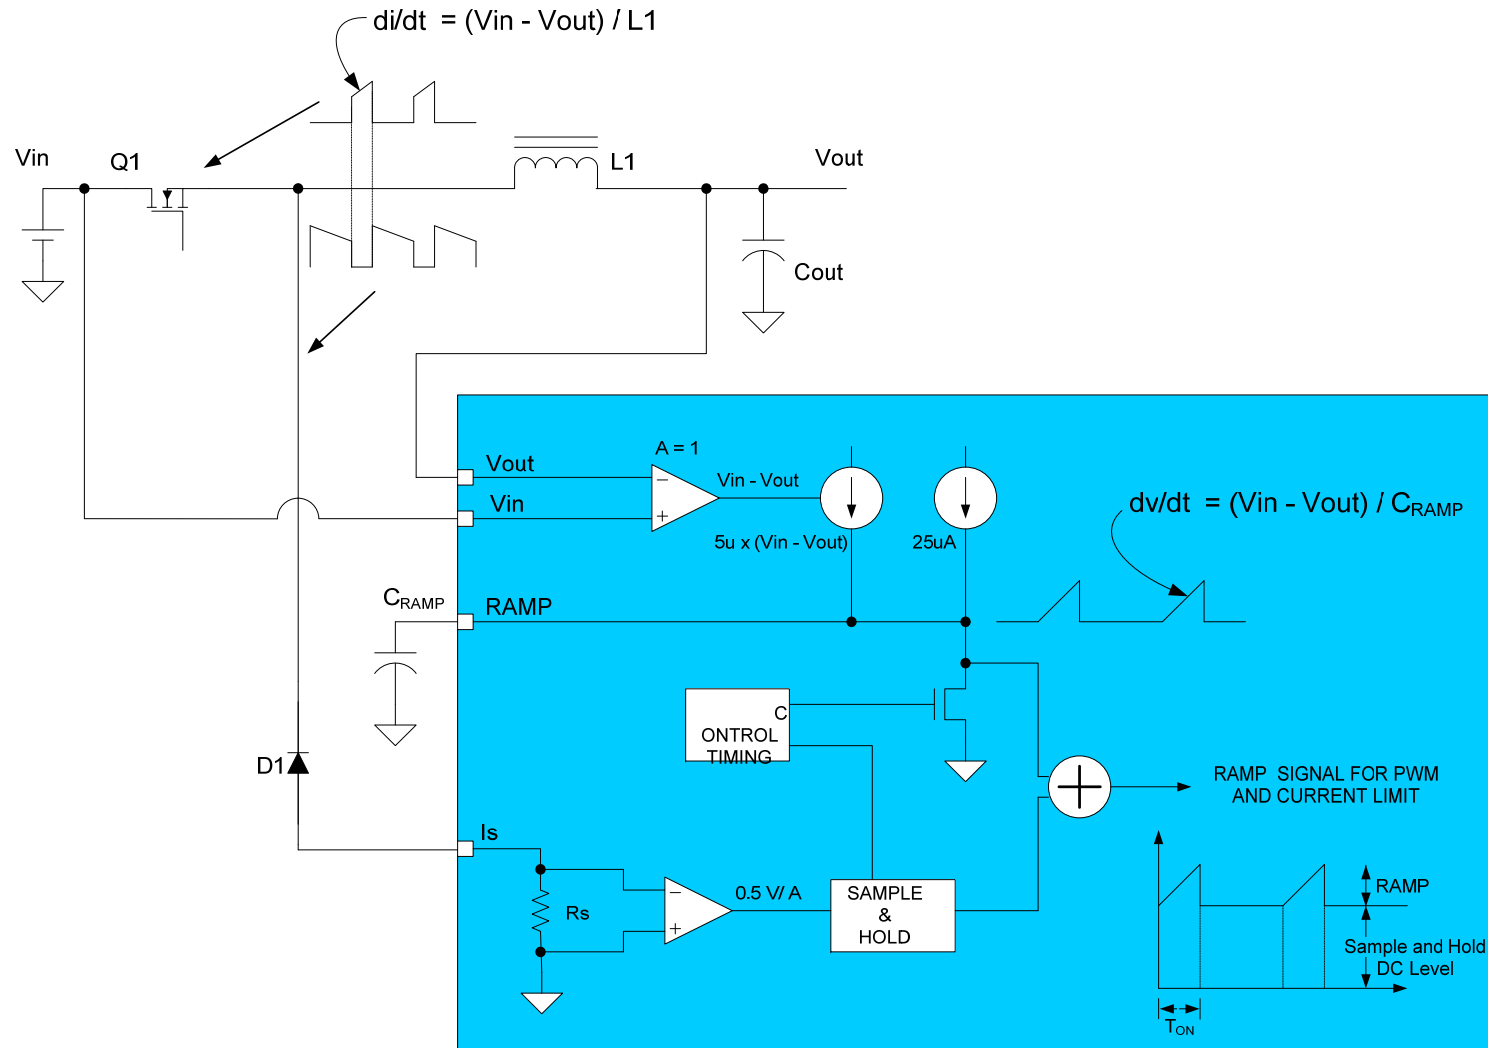 di/dt = (Vin - Vout) / L1
Vin
Q1
L1
Vout
Cout
A = 1
Vout
Vin
Vin - Vout
5u x (Vin - Vout)
25uA
dv/dt = (Vin - Vout) / CRAMP
CRAMP
RAMP
C
ONTROL
TIMING
D1
RAMP SIGNAL FOR PWM
AND CURRENT LIMIT
Is
Rs
0.5 V/ A
SAMPLE
&
HOLD
RAMP
Sample and Hold
DC Level
TON